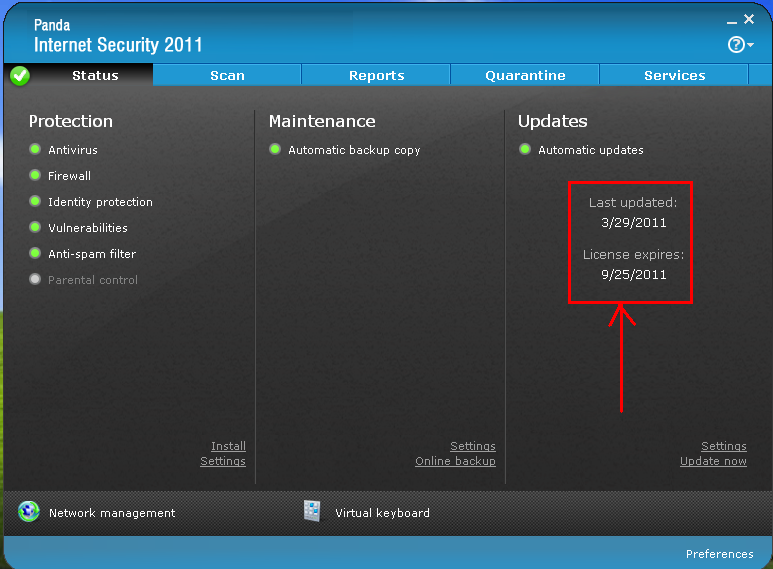 Panda
Internet Security 2011
Status
Scan
Reports
Quarantine
Services
Protection
Antivirus
Firewall
Identity protection
Vulnerabilities
Anti-spam filter
Parental control
Install
Settings
Maintenance
Automatic backup copy
Settings
Online backup
Updates
Automatic updates
Last updated:
3/29/2011
License expires:
9/25/2011
Settings
Update now
Network management
Virtual keyboard
Preferences